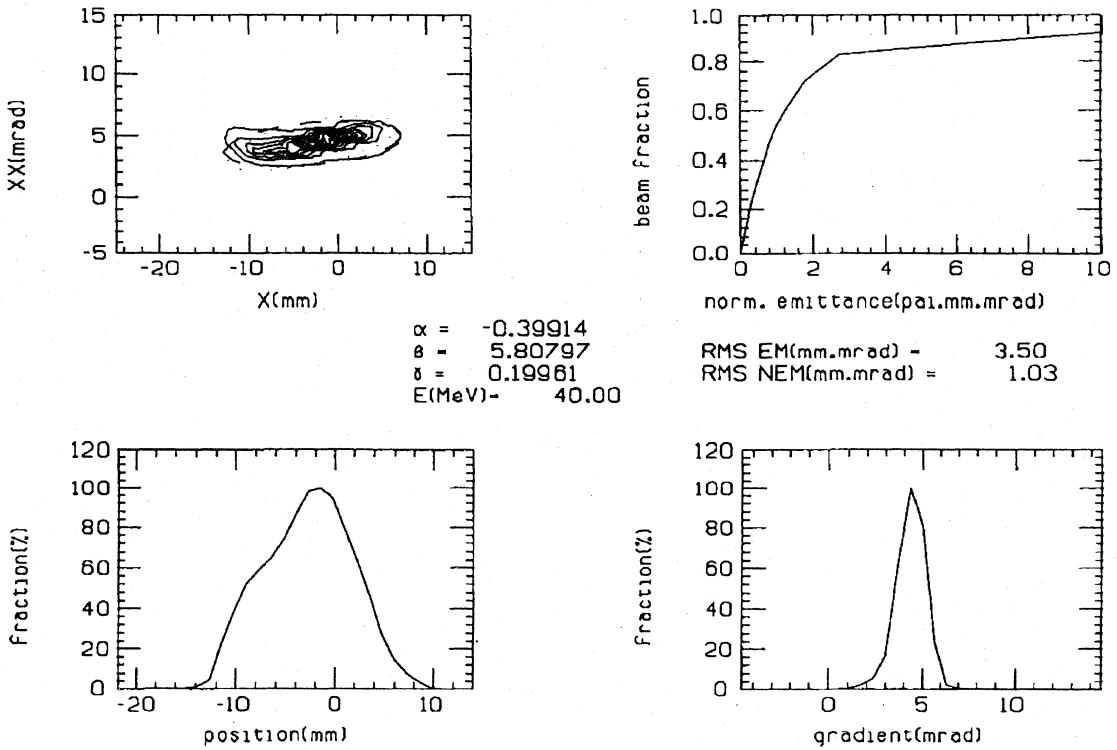 15
10
5
0
-5
XX(mrad)
-20 -10 0 10
X(mm)
1.0
0.8
0.6
0.4
0.2
0.0
beam fraction
0 2 4 6 8 10
norm. emittance(pai.mm.mrad)
α = -0.39914
β = 5.80797
γ = 0.19961
E(MeV)= 40.00
RMS EM(mm.mrad) = 3.50
RMS NEM(mm.mrad) = 1.03
120
100
80
60
40
20
0
fraction(%)
-20 -10 0 10
position(mm)
120
100
80
60
40
20
0
fraction(%)
0 5 10
gradient(mrad)